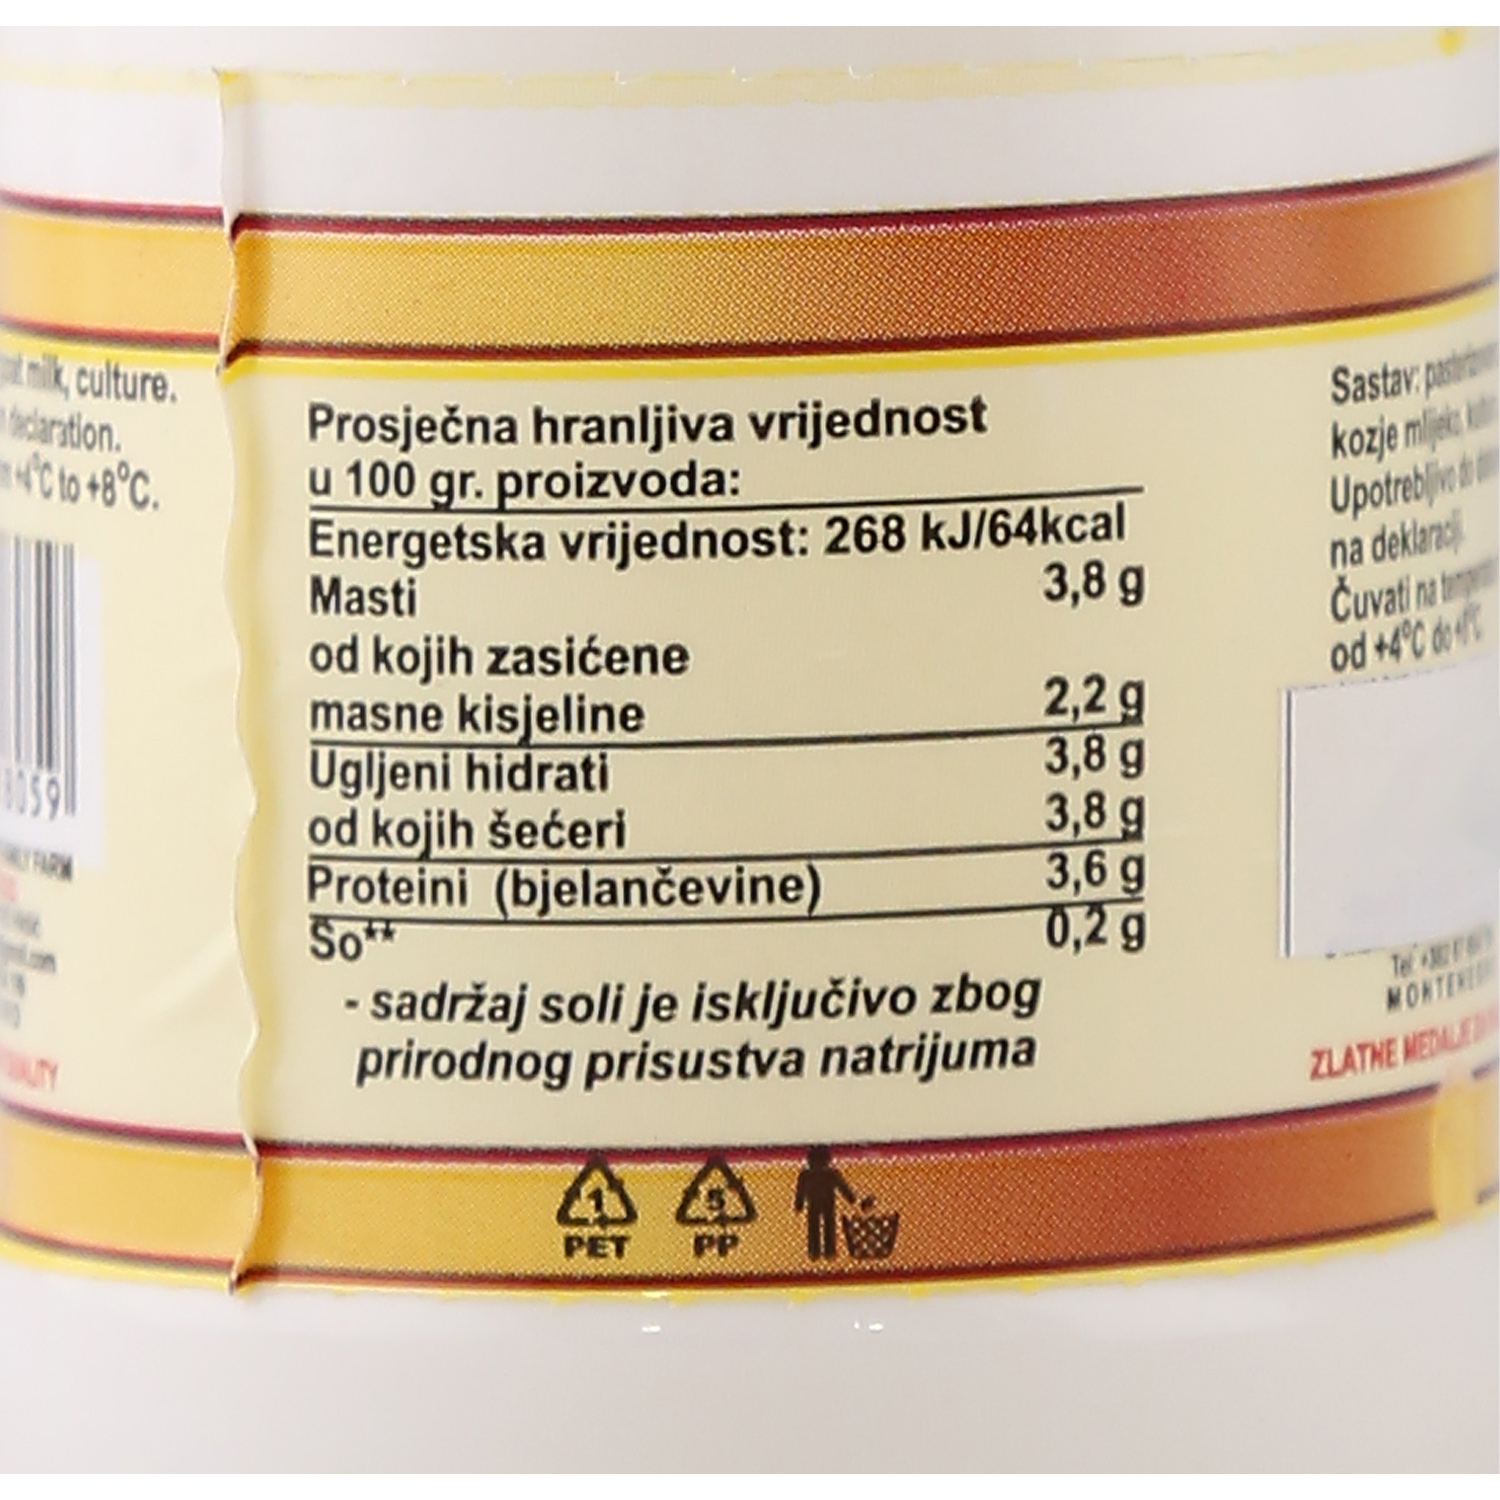 milk, culture.
declaration.
+4°C to +8°C.
8059
FARM
Prosječna hranljiva vrijednost
u 100 gr. proizvoda:
Energetska vrijednost: 268 kJ/64kcal
Masti 3,8 g
od kojih zasićene
masne kisjeline 2,2 g
Ugljeni hidrati 3,8 g
od kojih šećeri 3,8 g
Proteini (bjelančevine) 3,6 g
So** 0,2 g
- sadržaj soli je isključivo zbog
prirodnog prisustva natrijuma
1 5
PET PP
Sastav:
kozje mlijeko,
Upotrebljivo do
na deklaraciji.
Čuvati na
od +4°C do
Tel
ZLATNE MEDALJE